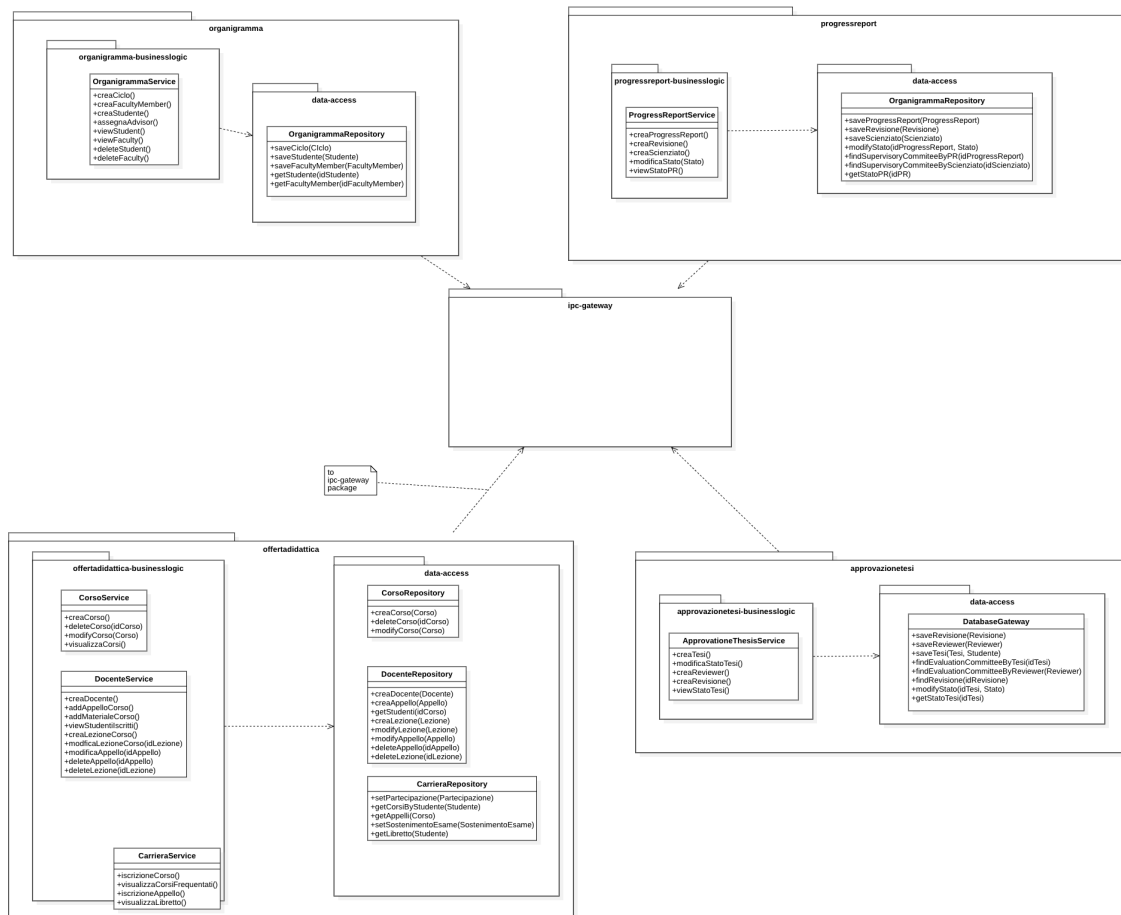 organigramma
organigramma-businesslogic
OrganigrammaService
+creaCiclo()
+creaFacultyMember()
+creaStudente()
+assegnaAdvisor()
+viewStudent()
+viewFaculty()
+deleteStudent()
+deleteFaculty()
data-access
OrganigrammaRepository
+saveCiclo(CIclo)
+saveStudente(Studente)
+saveFacultyMember(FacultyMember)
+getStudente(idStudente)
+getFacultyMember(idFacultyMember)
progressreport
progressreport-businesslogic
ProgressReportService
+creaProgressReport()
+creaRevisione()
+creaScienziato()
+modificaStato(Stato)
+viewStatoPR()
data-access
OrganigrammaRepository
+saveProgressReport(ProgressReport)
+saveRevisione(Revisione)
+saveScienziato(Scienziato)
+modifyStato(idProgressReport, Stato)
+findSupervisoryCommiteeByPR(idProgressReport)
+findSupervisoryCommiteeByScienziato(idScienziato)
+getStatoPR(idPR)
ipc-gateway
to
ipc-gateway
package
offertadidattica
offertadidattica-businesslogic
CorsoService
+creaCorso()
+deleteCorso(idCorso)
+modifyCorso(Corso)
+visualizzaCorsi()
DocenteService
+creaDocente()
+addAppelloCorso()
+addMaterialeCorso()
+viewStudentiIscritti()
+creaLezioneCorso()
+modficaLezioneCorso(idLezione)
+modificaAppello(idAppello)
+deleteAppello(idAppello)
+deleteLezione(idLezione)
CarrieraService
+iscrizioneCorso()
+visualizzaCorsiFrequentati()
+iscrizioneAppello()
+visualizzaLibretto()
data-access
CorsoRepository
+creaCorso(Corso)
+deleteCorso(idCorso)
+modifyCorso(Corso)
DocenteRepository
+creaDocente(Docente)
+creaAppello(Appello)
+getStudenti(idCorso)
+creaLezione(Lezione)
+modifyLezione(Lezione)
+modifyAppello(Appello)
+deleteAppello(idAppello)
+deleteLezione(idLezione)
CarrieraRepository
+setPartecipazione(Partecipazione)
+getCorsiByStudente(Studente)
+getAppelli(Corso)
+setSostenimentoEsame(SostenimentoEsame)
+getLibretto(Studente)
approvazionetesi
approvazionetesi-businesslogic
ApprovationeThesisService
+creaTesi()
+modificaStatoTesi()
+creaReviewer()
+creaRevisione()
+viewStatoTesi()
data-access
DatabaseGateway
+saveRevisione(Revisione)
+saveReviewer(Reviewer)
+saveTesi(Tesi, Studente)
+findEvaluationCommitteeByTesi(idTesi)
+findEvaluationCommitteeByReviewer(Reviewer)
+findRevisione(idRevisione)
+modifyStato(idTesi, Stato)
+getStatoTesi(idTesi)